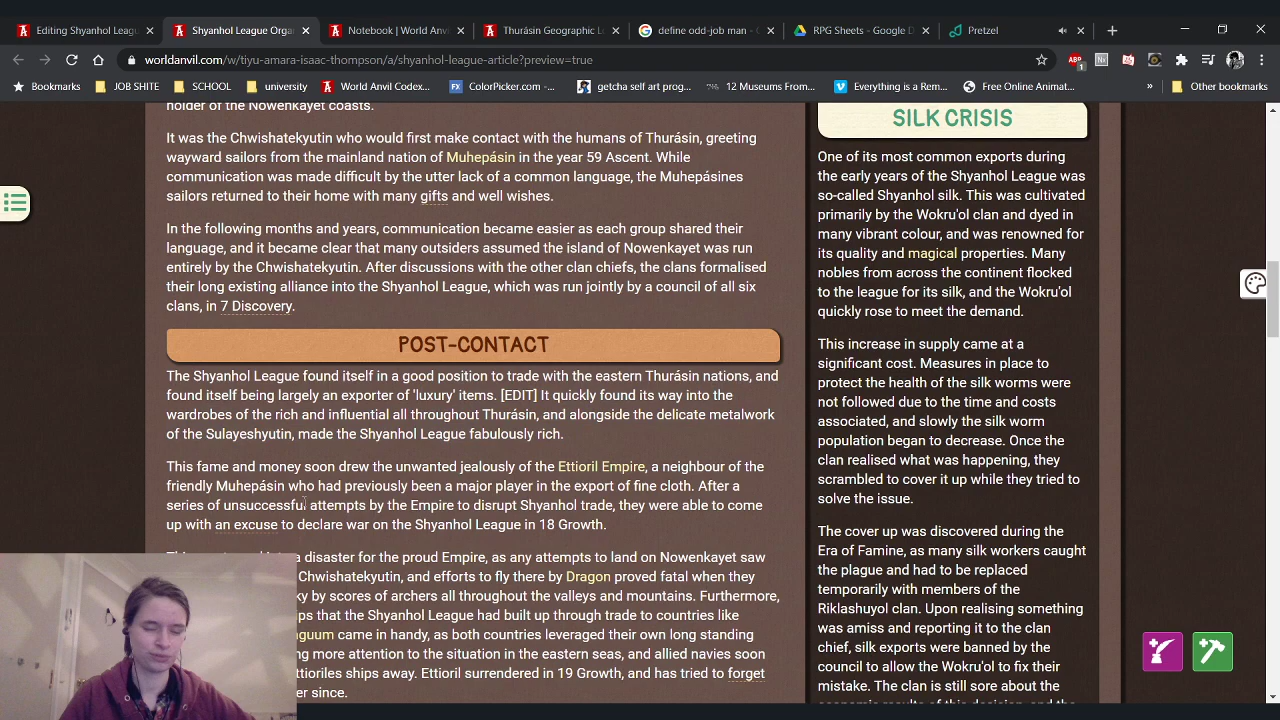 Editing Shyanhol Leagu
Shyanhol League Orga
Notebook | World Anvi
Thurásin Geographic L
define odd-job man - G
RPG Sheets - Google D
Pretzel
worldanvil.com/w/tiyu-amara-isaac-thompson/a/shyanhol-league-article?preview=true
Bookmarks
JOB SHITE
SCHOOL
university
World Anvil Codex...
ColorPicker.com -...
getcha self art prog...
12 Museums From...
Everything is a Rem...
Free Online Animat...
»
Other bookmarks
holder of the Nowenkayet coasts.
It was the Chwishatekyutin who would first make contact with the humans of Thurásin, greeting
wayward sailors from the mainland nation of Muhepásin in the year 59 Ascent. While
communication was made difficult by the utter lack of a common language, the Muhepásines
sailors returned to their home with many gifts and well wishes.
In the following months and years, communication became easier as each group shared their
language, and it became clear that many outsiders assumed the island of Nowenkayet was run
entirely by the Chwishatekyutin. After discussions with the other clan chiefs, the clans formalised
their long existing alliance into the Shyanhol League, which was run jointly by a council of all six
clans, in 7 Discovery.
POST-CONTACT
The Shyanhol League found itself in a good position to trade with the eastern Thurásin nations, and
found itself being largely an exporter of 'luxury' items. [EDIT] It quickly found its way into the
wardrobes of the rich and influential all throughout Thurásin, and alongside the delicate metalwork
of the Sulayeshyutin, made the Shyanhol League fabulously rich.
This fame and money soon drew the unwanted jealously of the Ettioril Empire, a neighbour of the
friendly Muhepásin who had previously been a major player in the export of fine cloth. After a
series of unsuccessful attempts by the Empire to disrupt Shyanhol trade, they were able to come
up with an excuse to declare war on the Shyanhol League in 18 Growth.
a disaster for the proud Empire, as any attempts to land on Nowenkayet saw
Chwishatekyutin, and efforts to fly there by Dragon proved fatal when they
ky by scores of archers all throughout the valleys and mountains. Furthermore,
ips that the Shyanhol League had built up through trade to countries like
nguum came in handy, as both countries leveraged their own long standing
ng more attention to the situation in the eastern seas, and allied navies soon
ttioriles ships away. Ettioril surrendered in 19 Growth, and has tried to forget
er since.
SILK CRISIS
One of its most common exports during
the early years of the Shyanhol League was
so-called Shyanhol silk. This was cultivated
primarily by the Wokru'ol clan and dyed in
many vibrant colour, and was renowned for
its quality and magical properties. Many
nobles from across the continent flocked
to the league for its silk, and the Wokru'ol
quickly rose to meet the demand.
This increase in supply came at a
significant cost. Measures in place to
protect the health of the silk worms were
not followed due to the time and costs
associated, and slowly the silk worm
population began to decrease. Once the
clan realised what was happening, they
scrambled to cover it up while they tried to
solve the issue.
The cover up was discovered during the
Era of Famine, as many silk workers caught
the plague and had to be replaced
temporarily with members of the
Riklashuyol clan. Upon realising something
was amiss and reporting it to the clan
chief, silk exports were banned by the
council to allow the Wokru'ol to fix their
mistake. The clan is still sore about the